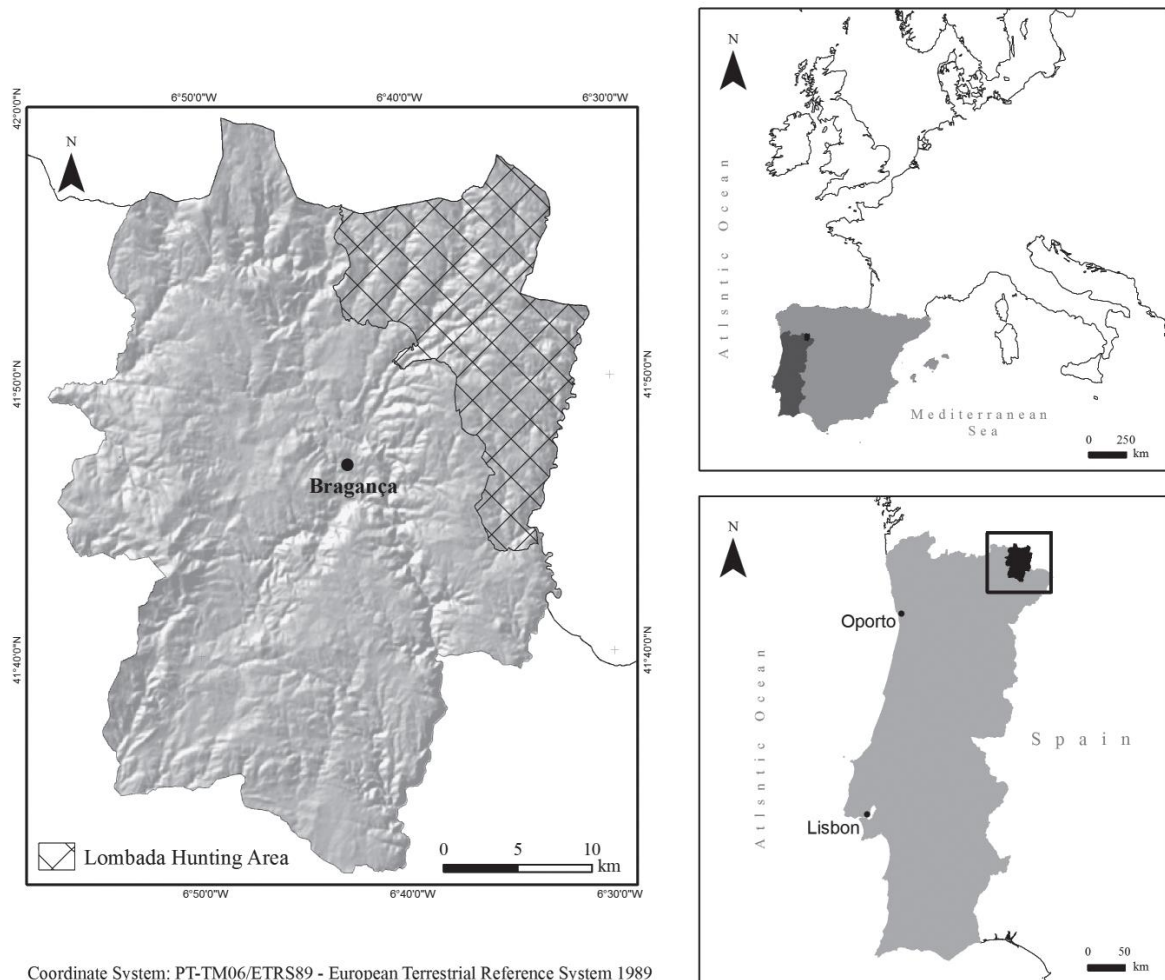 6°50'0"W 6°40'0"W 6°30'0"W
42°0'0"N
N
41°50'0"N
41°50'0"N
Bragança
41°40'0"N
41°40'0"N
Lombada Hunting Area
0 5 10
km
6°50'0"W 6°40'0"W 6°30'0"W
Coordinate System: PT-TM06/ETRS89 - European Terrestrial Reference System 1989
N
Atlsntic Ocean
Mediterranean
Sea
0 250
km
N
Oporto
Atlsntic Ocean
Spain
Lisbon
0 50
km